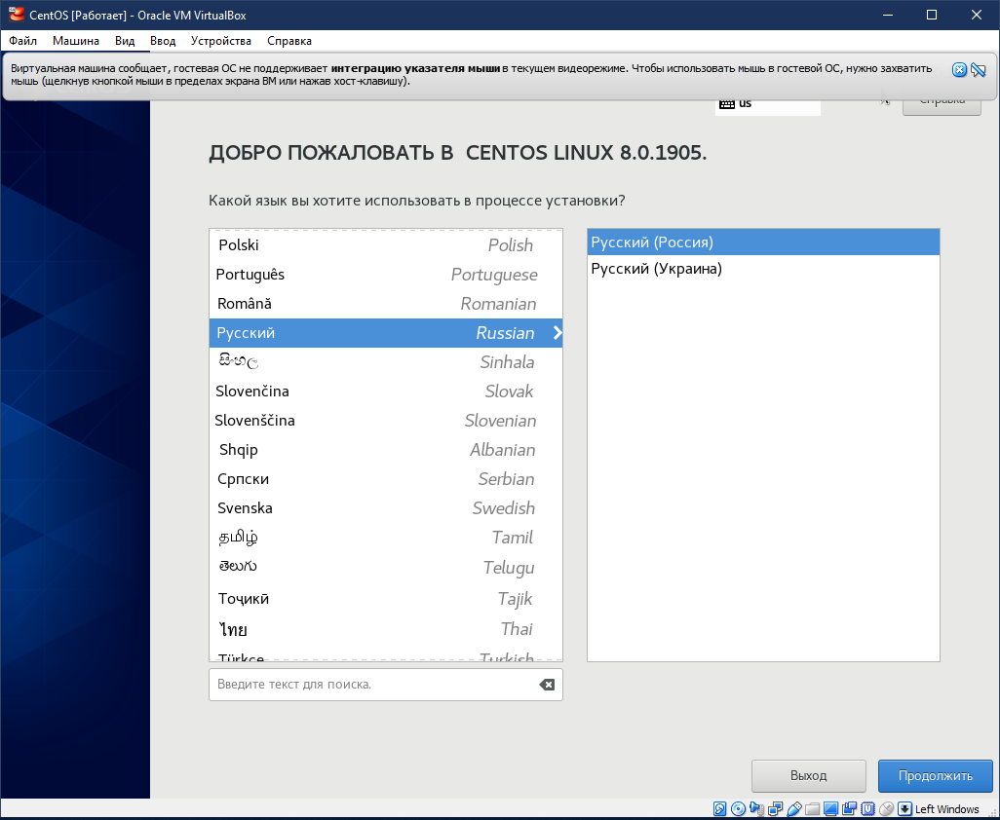 CentOS [Работает] - Oracle VM VirtualBox
Файл Машина Вид Ввод Устройства Справка
Виртуальная машина сообщает, гостевая ОС не поддерживает интеграцию указателя мыши в текущем видеорежиме. Чтобы использовать мышь в гостевой ОС, нужно захватить
мышь (щелкнув кнопкой мыши в пределах экрана ВМ или нажав хост-клавишу).
us Справка
ДОБРО ПОЖАЛОВАТЬ В CENTOS LINUX 8.0.1905.
Какой язык вы хотите использовать в процессе установки?
Polski Polish
Português Portuguese
Română Romanian
Русский Russian
සිංහල Sinhala
Slovenčina Slovak
Slovenščina Slovenian
Shqip Albanian
Српски Serbian
Svenska Swedish
தமிழ் Tamil
తెలుగు Telugu
Тоҷикӣ Tajik
ไทย Thai
Türkçe Turkish
Русский (Россия)
Русский (Украина)
Введите текст для поиска.
Выход Продолжить
Left Windows